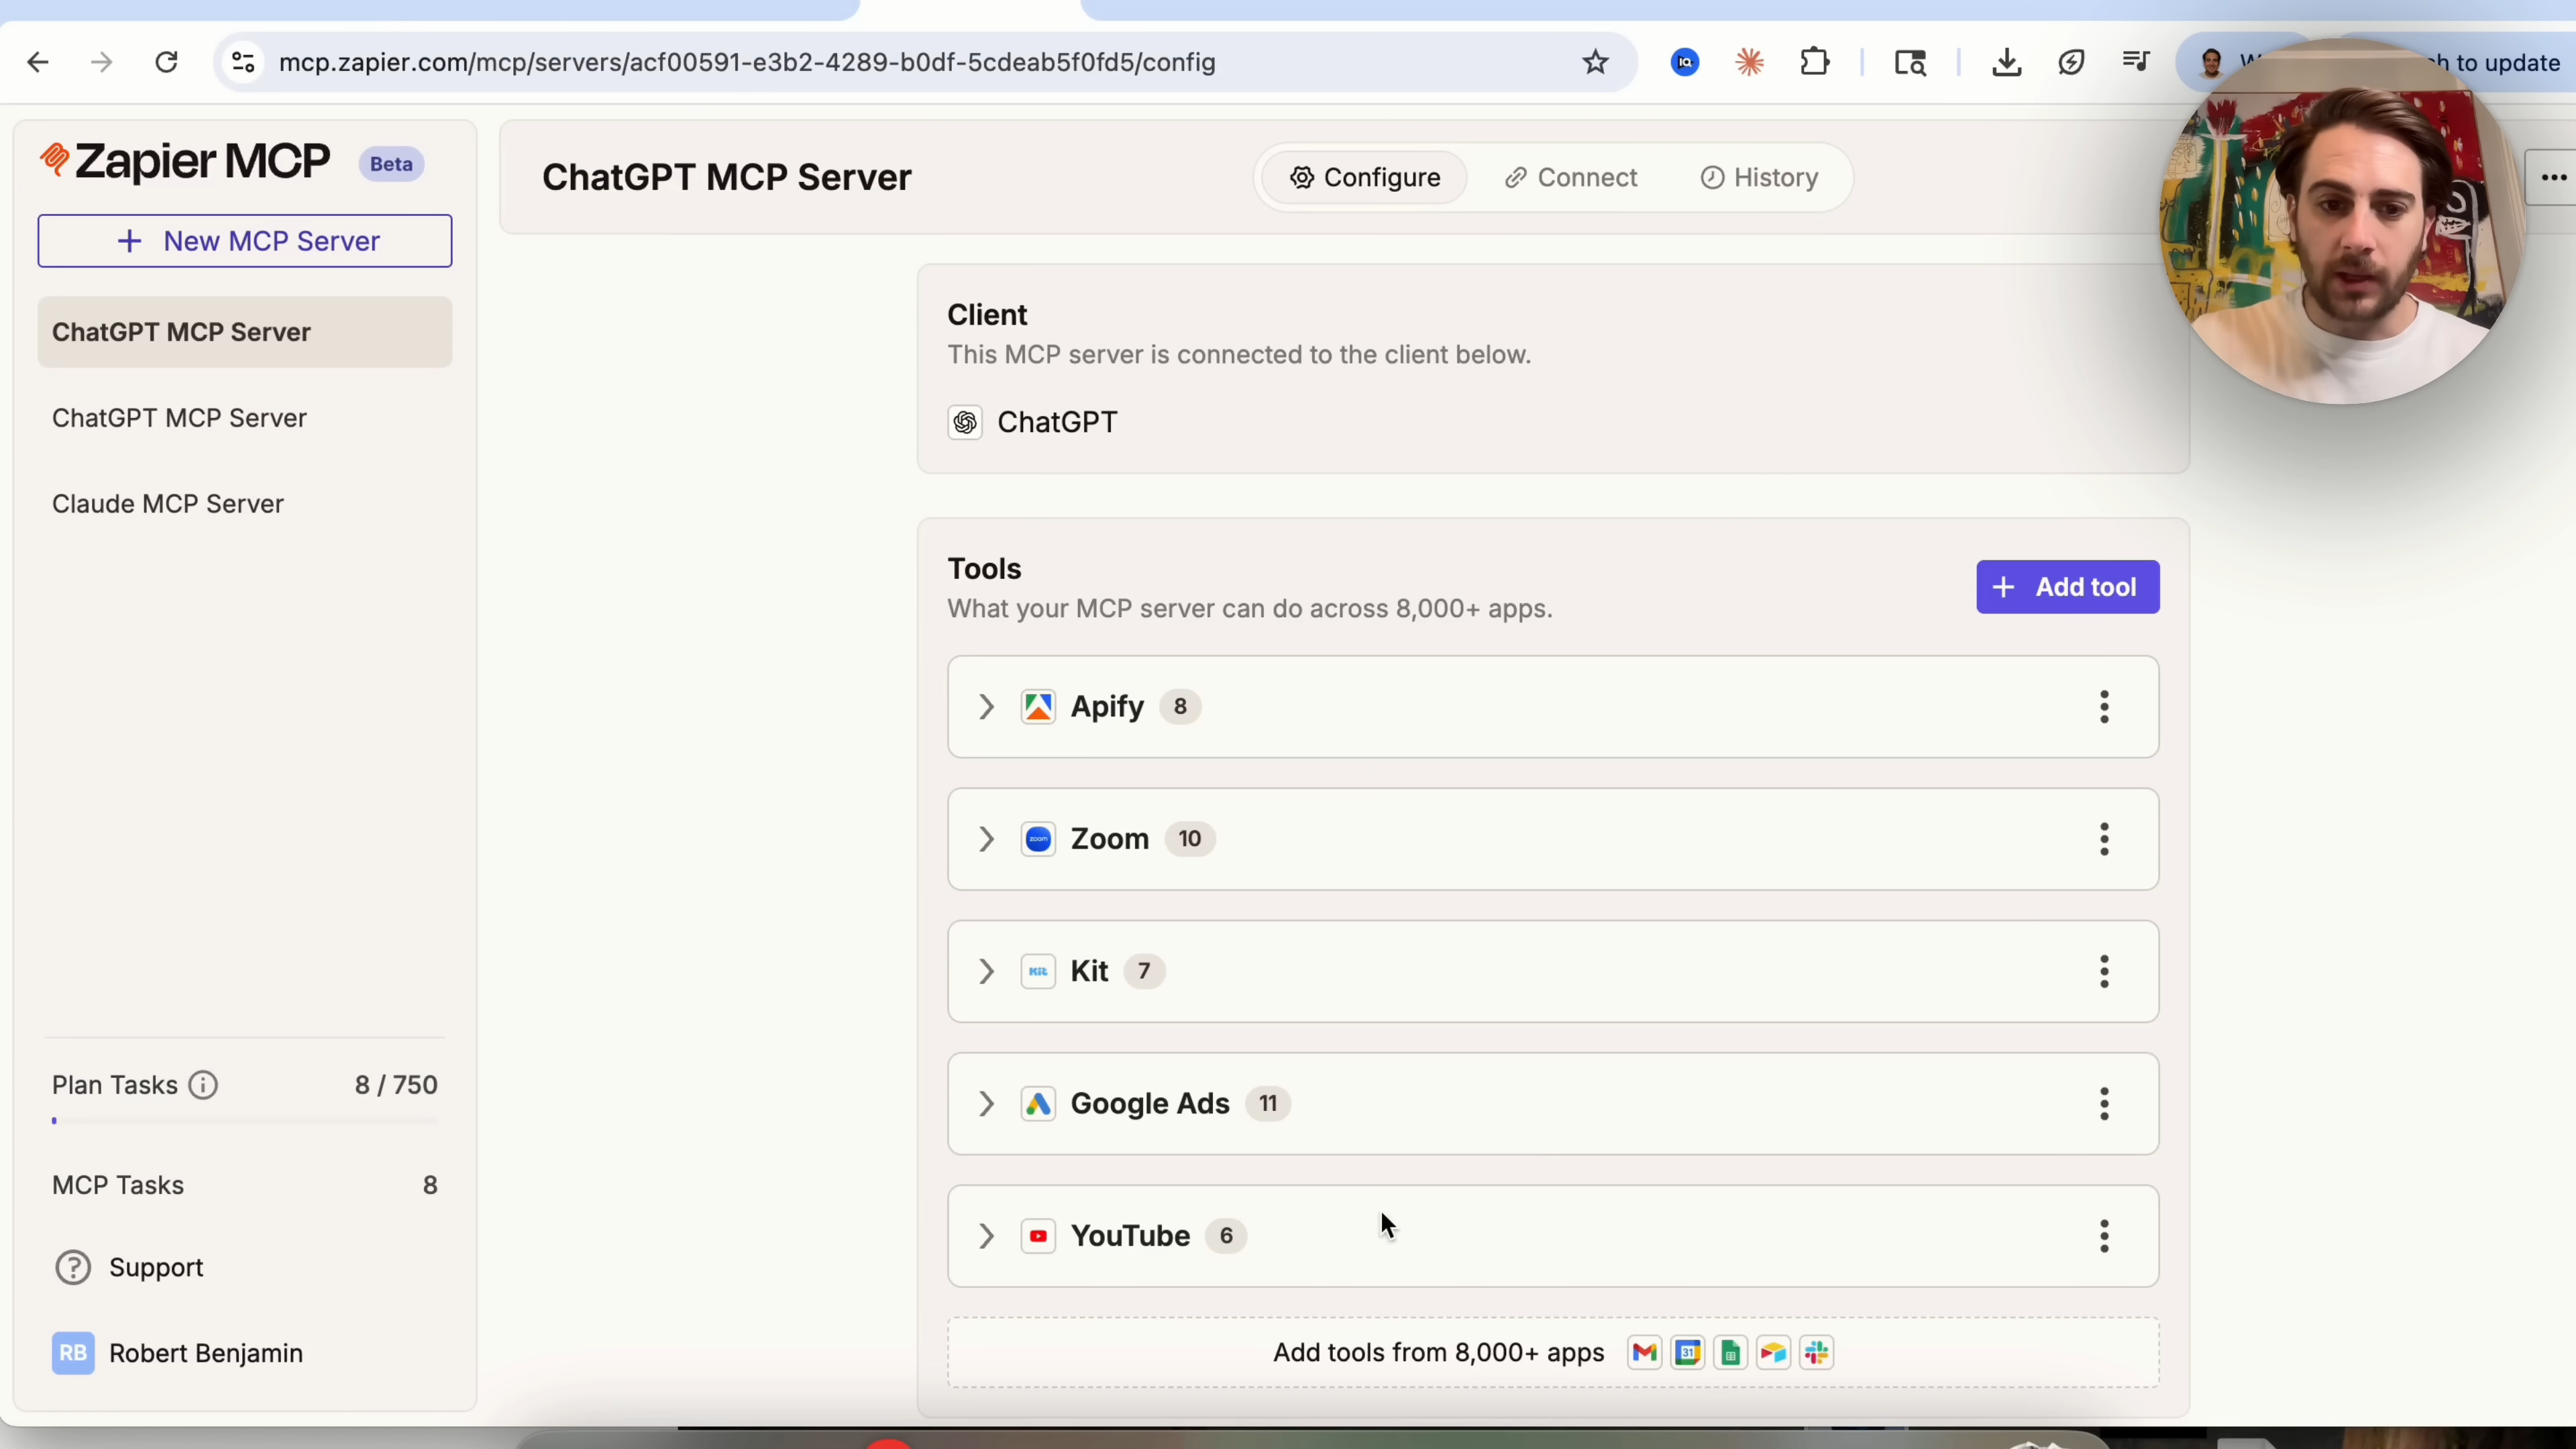 mcp.zapier.com/mcp/servers/acf00591-e3b2-4289-b0df-5cdeab5f0fd5/config
to update
Zapier MCP Beta
+ New MCP Server
ChatGPT MCP Server
ChatGPT MCP Server
Claude MCP Server
Plan Tasks 8 / 750
MCP Tasks 8
Support
RB Robert Benjamin
ChatGPT MCP Server
Configure Connect History
Client
This MCP server is connected to the client below.
ChatGPT
Tools
What your MCP server can do across 8,000+ apps.
+ Add tool
Apify 8
zoom Zoom 10
Kit Kit 7
Google Ads 11
YouTube 6
Add tools from 8,000+ apps 31